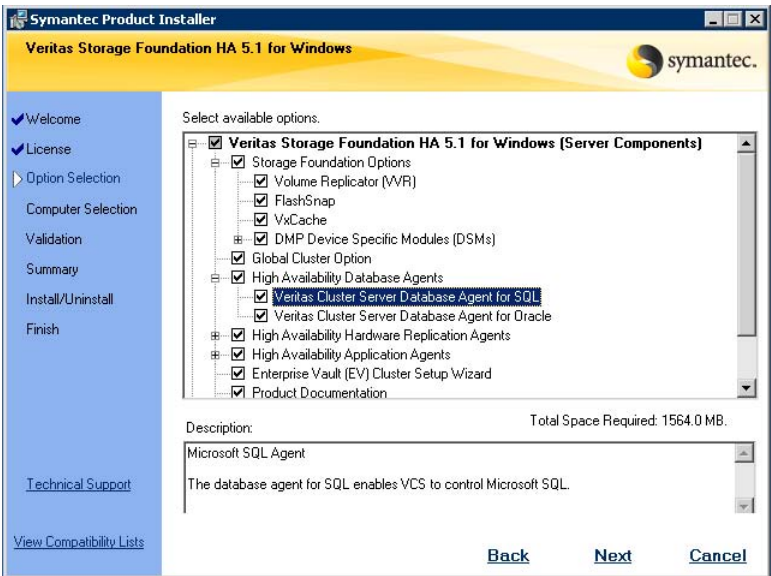 Symantec Product Installer
Veritas Storage Foundation HA 5.1 for Windows
symantec.
Welcome
License
Option Selection
Computer Selection
Validation
Summary
Install/Uninstall
Finish
Technical Support
View Compatibility Lists
Select available options.
Veritas Storage Foundation HA 5.1 for Windows (Server Components)
Storage Foundation Options
Volume Replicator (VVR)
FlashSnap
VxCache
DMP Device Specific Modules (DSMs)
Global Cluster Option
High Availability Database Agents
Veritas Cluster Server Database Agent for SQL
Veritas Cluster Server Database Agent for Oracle
High Availability Hardware Replication Agents
High Availability Application Agents
Enterprise Vault (EV) Cluster Setup Wizard
Product Documentation
Total Space Required: 1564.0 MB.
Description:
Microsoft SQL Agent
The database agent for SQL enables VCS to control Microsoft SQL.
Back Next Cancel